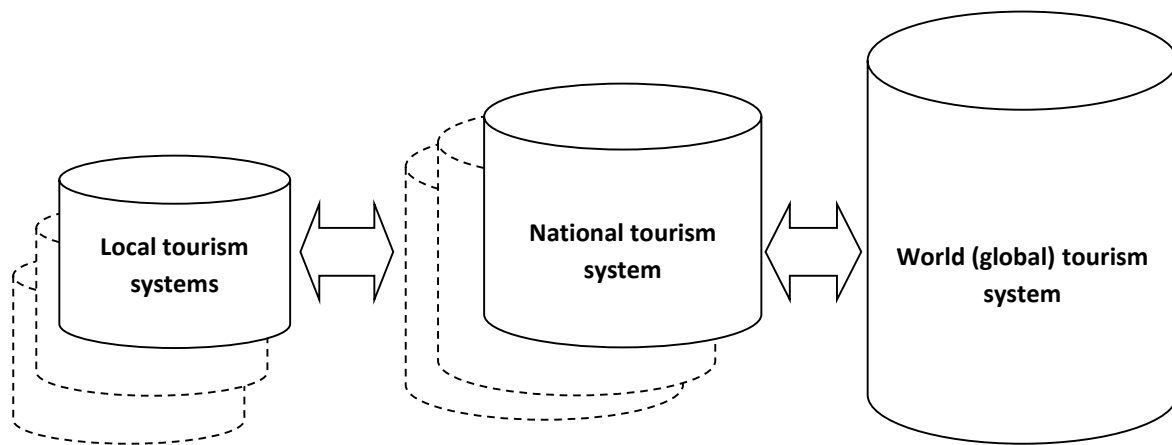 Local tourism
systems
National tourism
system
World (global) tourism
system